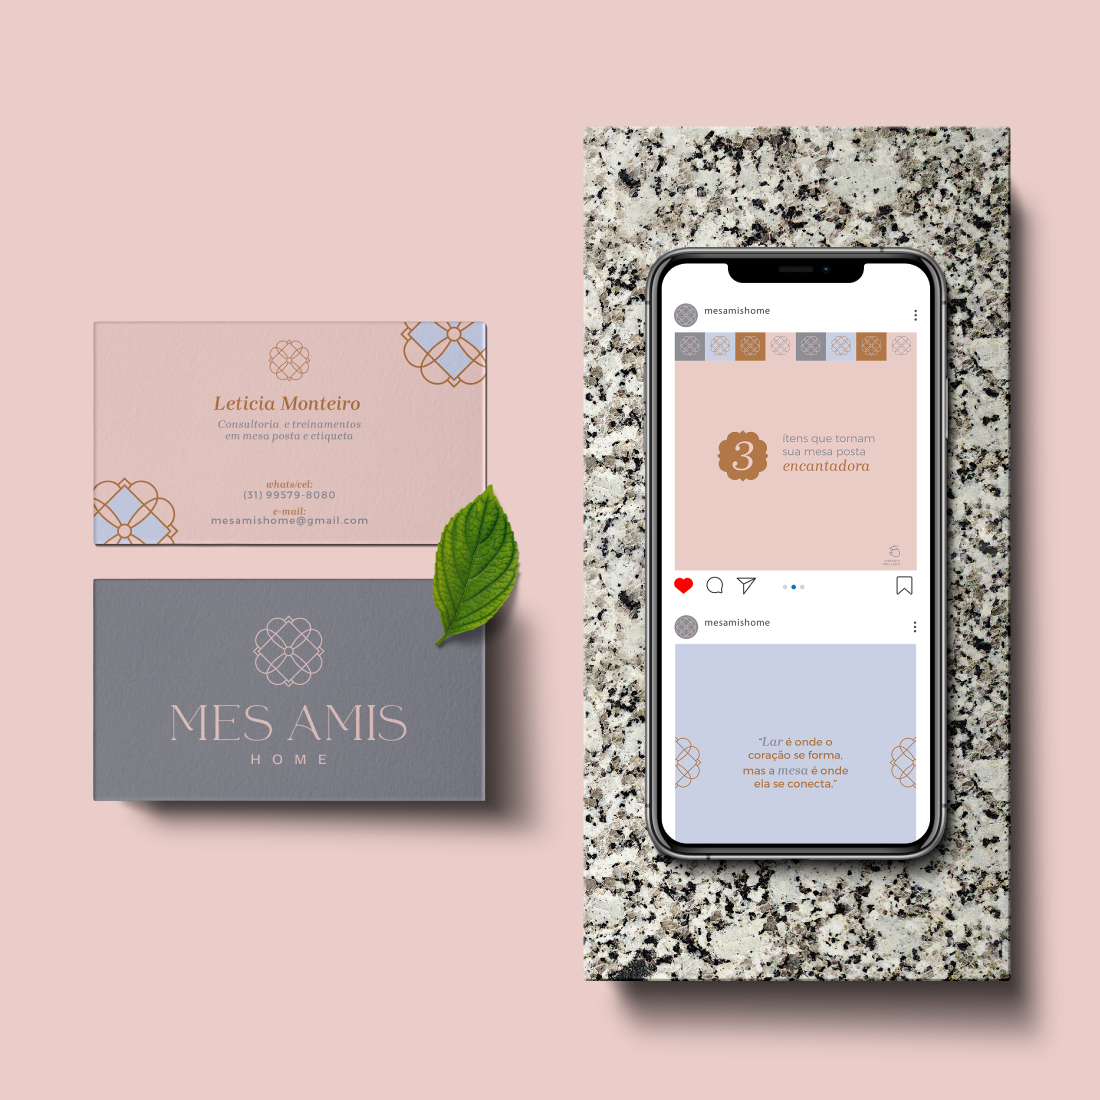 Leticia Monteiro
Consultoria e treinamentos
em mesa posta e etiqueta
whats/cel:
(31) 99579-8080
e-mail:
mesamishome@gmail.com
MES AMIS
HOME
mesamishome
3
ítens que tornam
sua mesa posta
encantadora
mesamishome
“Lar é onde o
coração se forma,
mas a mesa é onde
ela se conecta.”